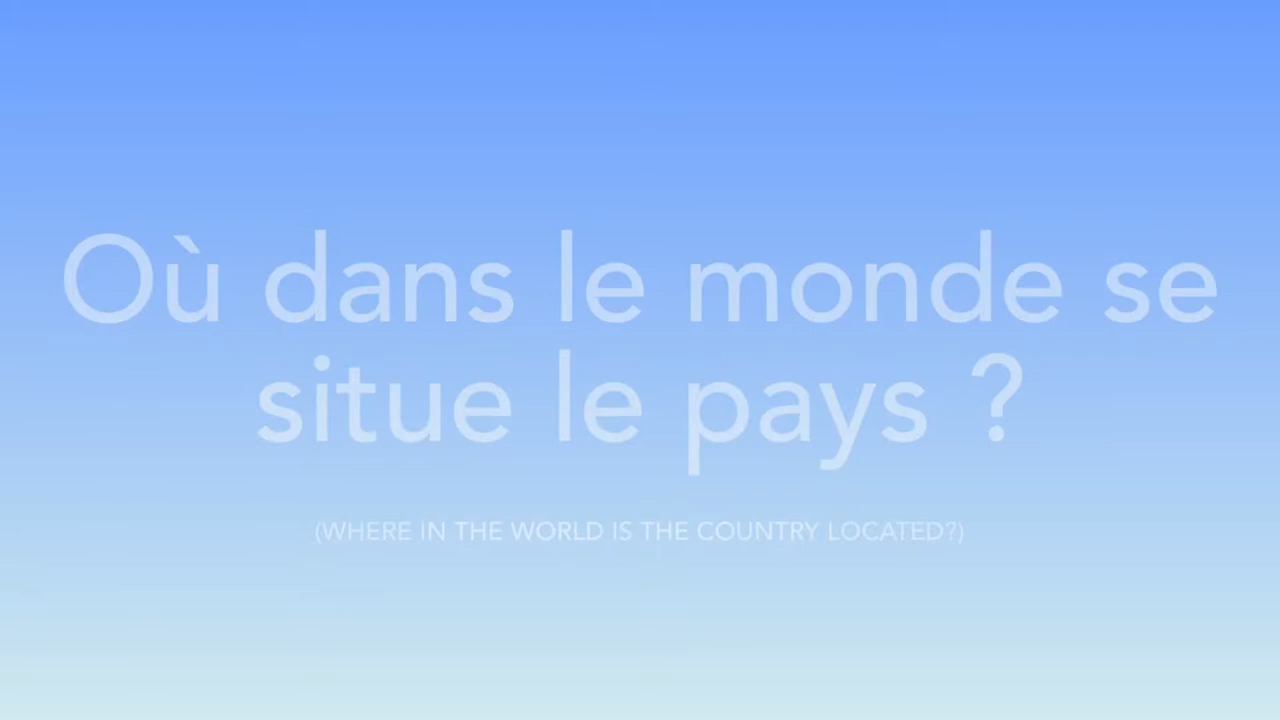 Où dans le monde se
situe le pays ?
(WHERE IN THE WORLD IS THE COUNTRY LOCATED?)